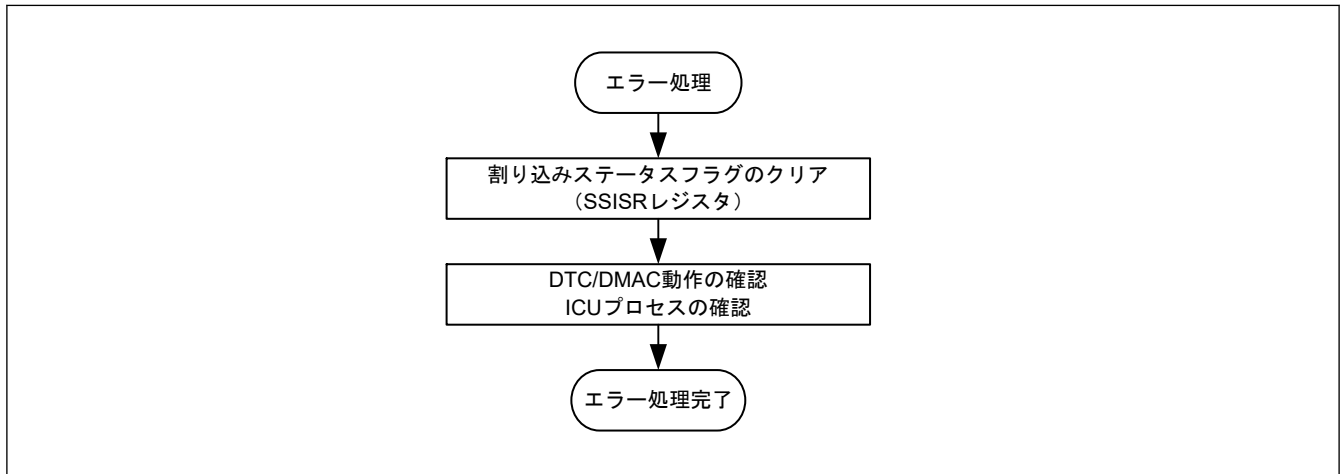 エラー処理
割り込みステータスフラグのクリア
（SSISRレジスタ）
DTC/DMAC動作の確認
ICUプロセスの確認
エラー処理完了